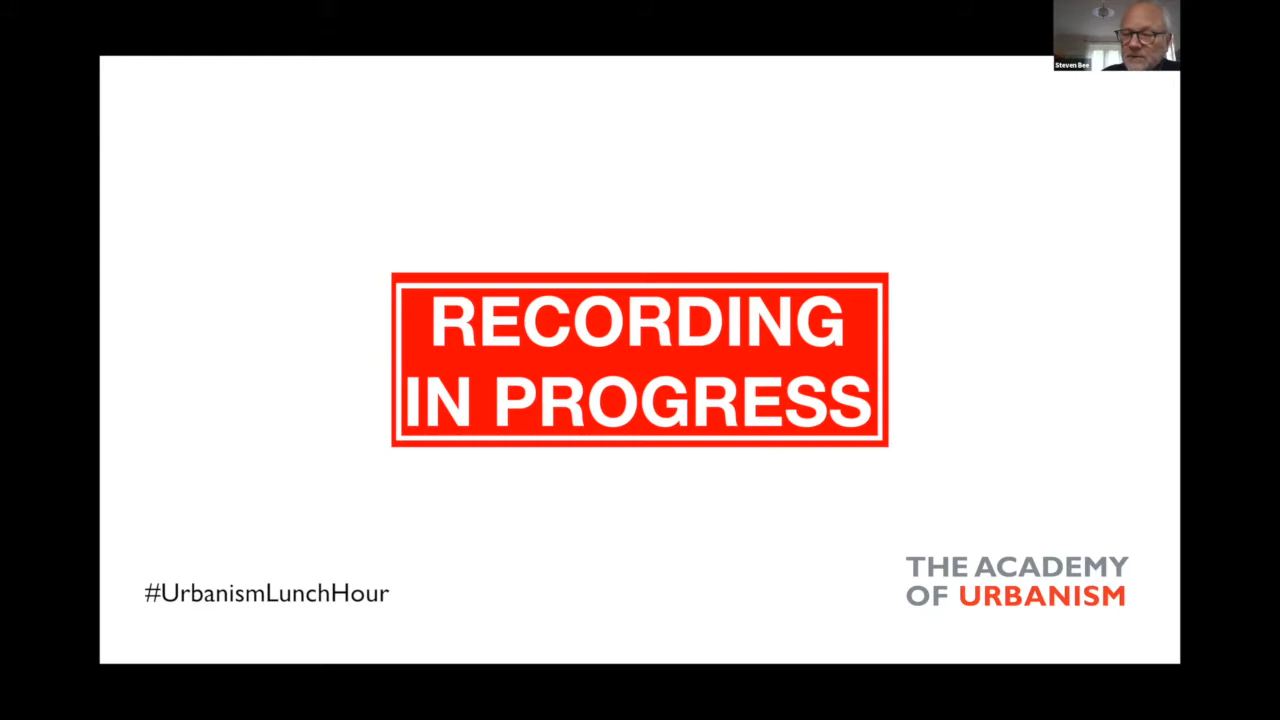 Steven Bee
RECORDING
IN PROGRESS
#UrbanismLunchHour
THE ACADEMY
OF URBANISM